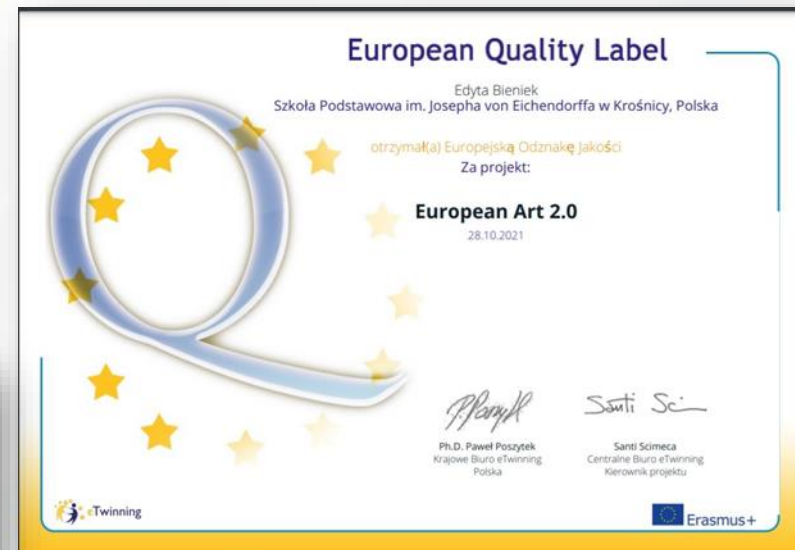 European Quality Label
Edyta Bieniek
Szkoła Podstawowa im. Josepha von Eichendorffa w Krośnicy, Polska
otrzymał(a) Europejską Odznakę Jakości
Za projekt:
European Art 2.0
28.10.2021
Ph.D. Paweł Poszytek
Krajowe Biuro eTwinning
Polska
Santi Scimeca
Centralne Biuro eTwinning
Kierownik projektu
eTwinning
Erasmus+